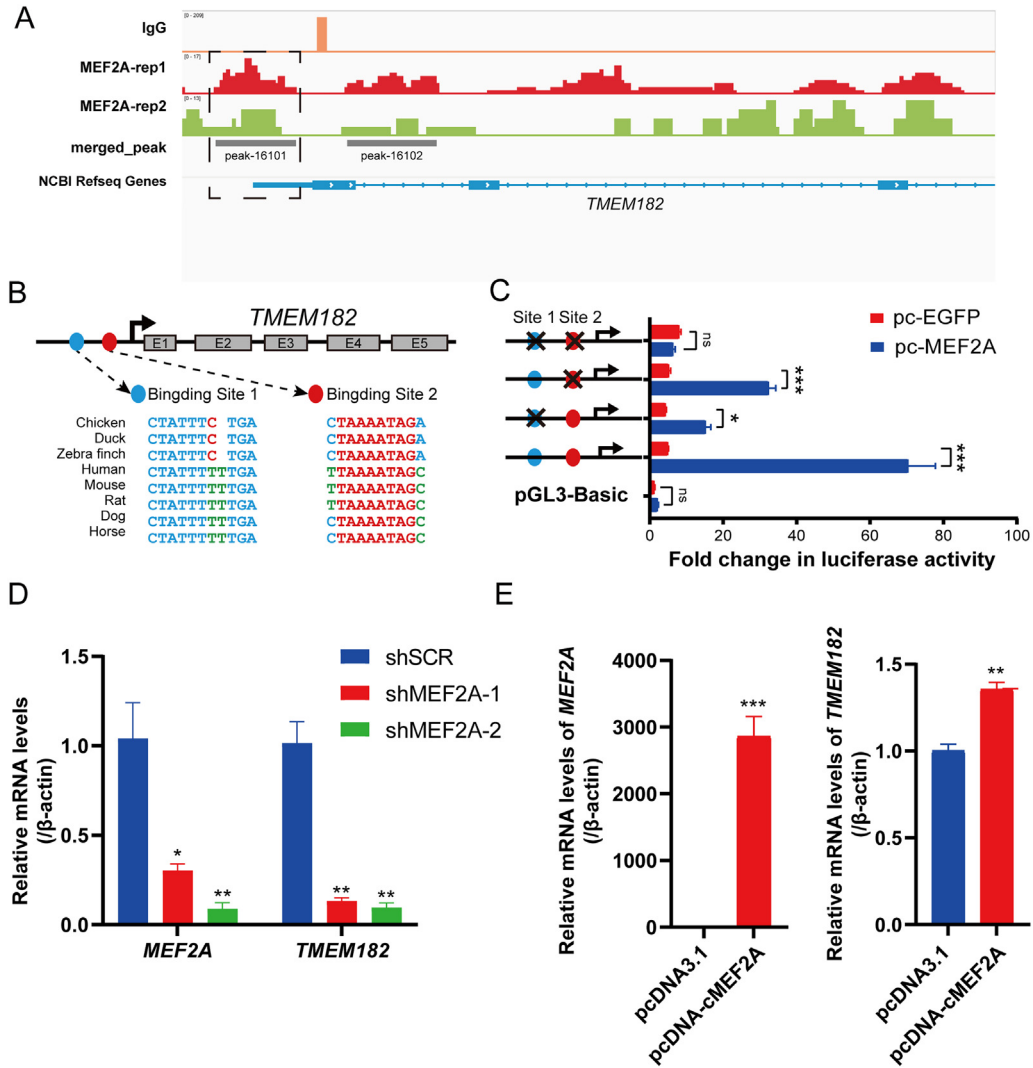 A
[0 - 209]
IgG
[0 - 17]
MEF2A-rep1
[0 - 13]
MEF2A-rep2
merged_peak
peak-16101 peak-16102
NCBI Refseq Genes
TMEM182
B
TMEM182
E1 E2 E3 E4 E5
Bingding Site 1 Bingding Site 2
Chicken CTATTTC TGA CTAAAATAGA
Duck CTATTTC TGA CTAAAATAGA
Zebra finch CTATTTC TGA CTAAAATAGA
Human CTATTTTTTGA TTAAAATAGC
Mouse CTATTTTTTGA TTAAAATAGC
Rat CTATTTTTTGA TTAAAATAGC
Dog CTATTTTTTGA CTAAAATAGC
Horse CTATTTTTTGA CTAAAATAGC
C
Site 1 Site 2
pc-EGFP
pc-MEF2A
ns
***
*
***
pGL3-Basic
ns
0 20 40 60 80 100
Fold change in luciferase activity
D
Relative mRNA levels
(/β-actin)
1.5
1.0
0.5
0.0
shSCR
shMEF2A-1
shMEF2A-2
* ** ** **
MEF2A TMEM182
E
Relative mRNA levels of MEF2A
(/β-actin)
4000
3000
2000
1000
0
***
pcDNA3.1
pcDNA-cMEF2A
Relative mRNA levels of TMEM182
(/β-actin)
1.5
1.0
0.5
0.0
**
pcDNA3.1
pcDNA-cMEF2A